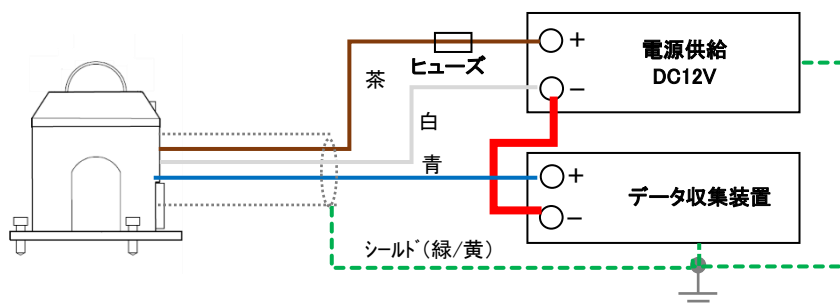 +
電源供給
DC12V
ヒューズ
−
茶
白
青
+
データ収集装置
−
シールド(緑/黄)